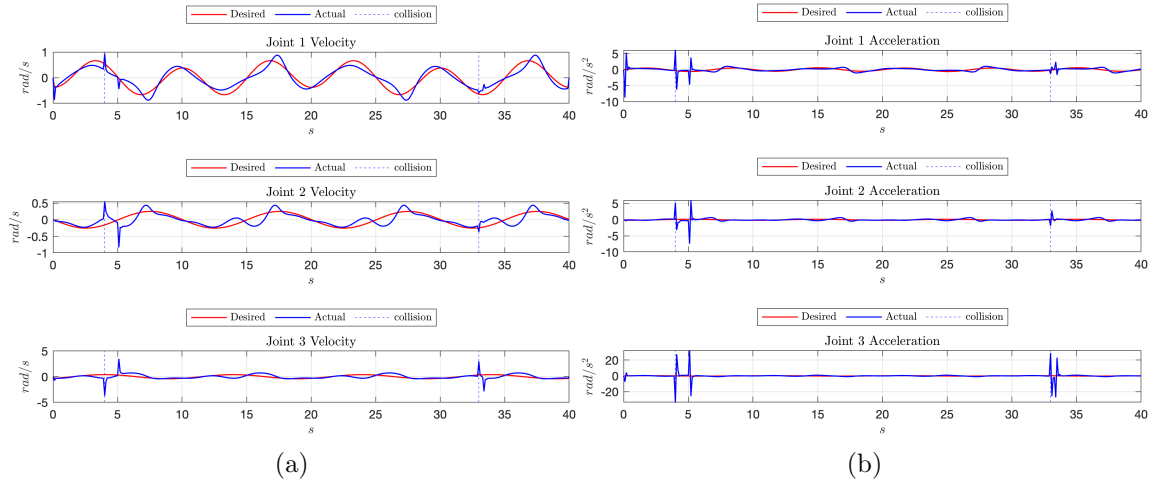 Desired Actual collision
Joint 1 Velocity
rad/s
1
0
-1
0 5 10 15 20 25 30 35 40
s
Desired Actual collision
Joint 2 Velocity
rad/s
0.5
0
-0.5
-1
0 5 10 15 20 25 30 35 40
s
Desired Actual collision
Joint 3 Velocity
rad/s
5
0
-5
0 5 10 15 20 25 30 35 40
s
(a)
Desired Actual collision
Joint 1 Acceleration
rad/s²
5
0
-5
-10
0 5 10 15 20 25 30 35 40
s
Desired Actual collision
Joint 2 Acceleration
rad/s²
5
0
-5
-10
0 5 10 15 20 25 30 35 40
s
Desired Actual collision
Joint 3 Acceleration
rad/s²
20
0
-20
0 5 10 15 20 25 30 35 40
s
(b)